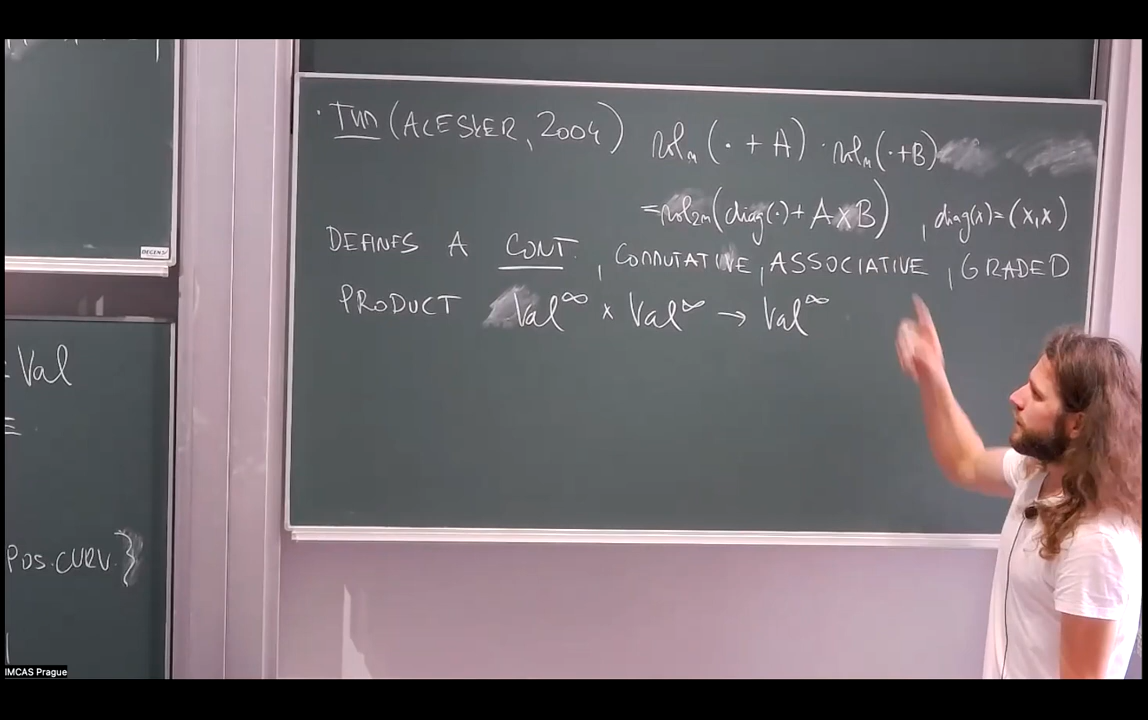 · THM (ALESKER, 2004) vol_n(· + A) · vol_n(· + B)
= vol_2n(diag(·) + A × B) , diag(x) = (x,x)
DEFINES A CONT. , COMMUTATIVE, ASSOCIATIVE , GRADED
PRODUCT Val^∞ × Val^∞ → Val^∞
= Val
POS. CURV. }
IMCAS Prague